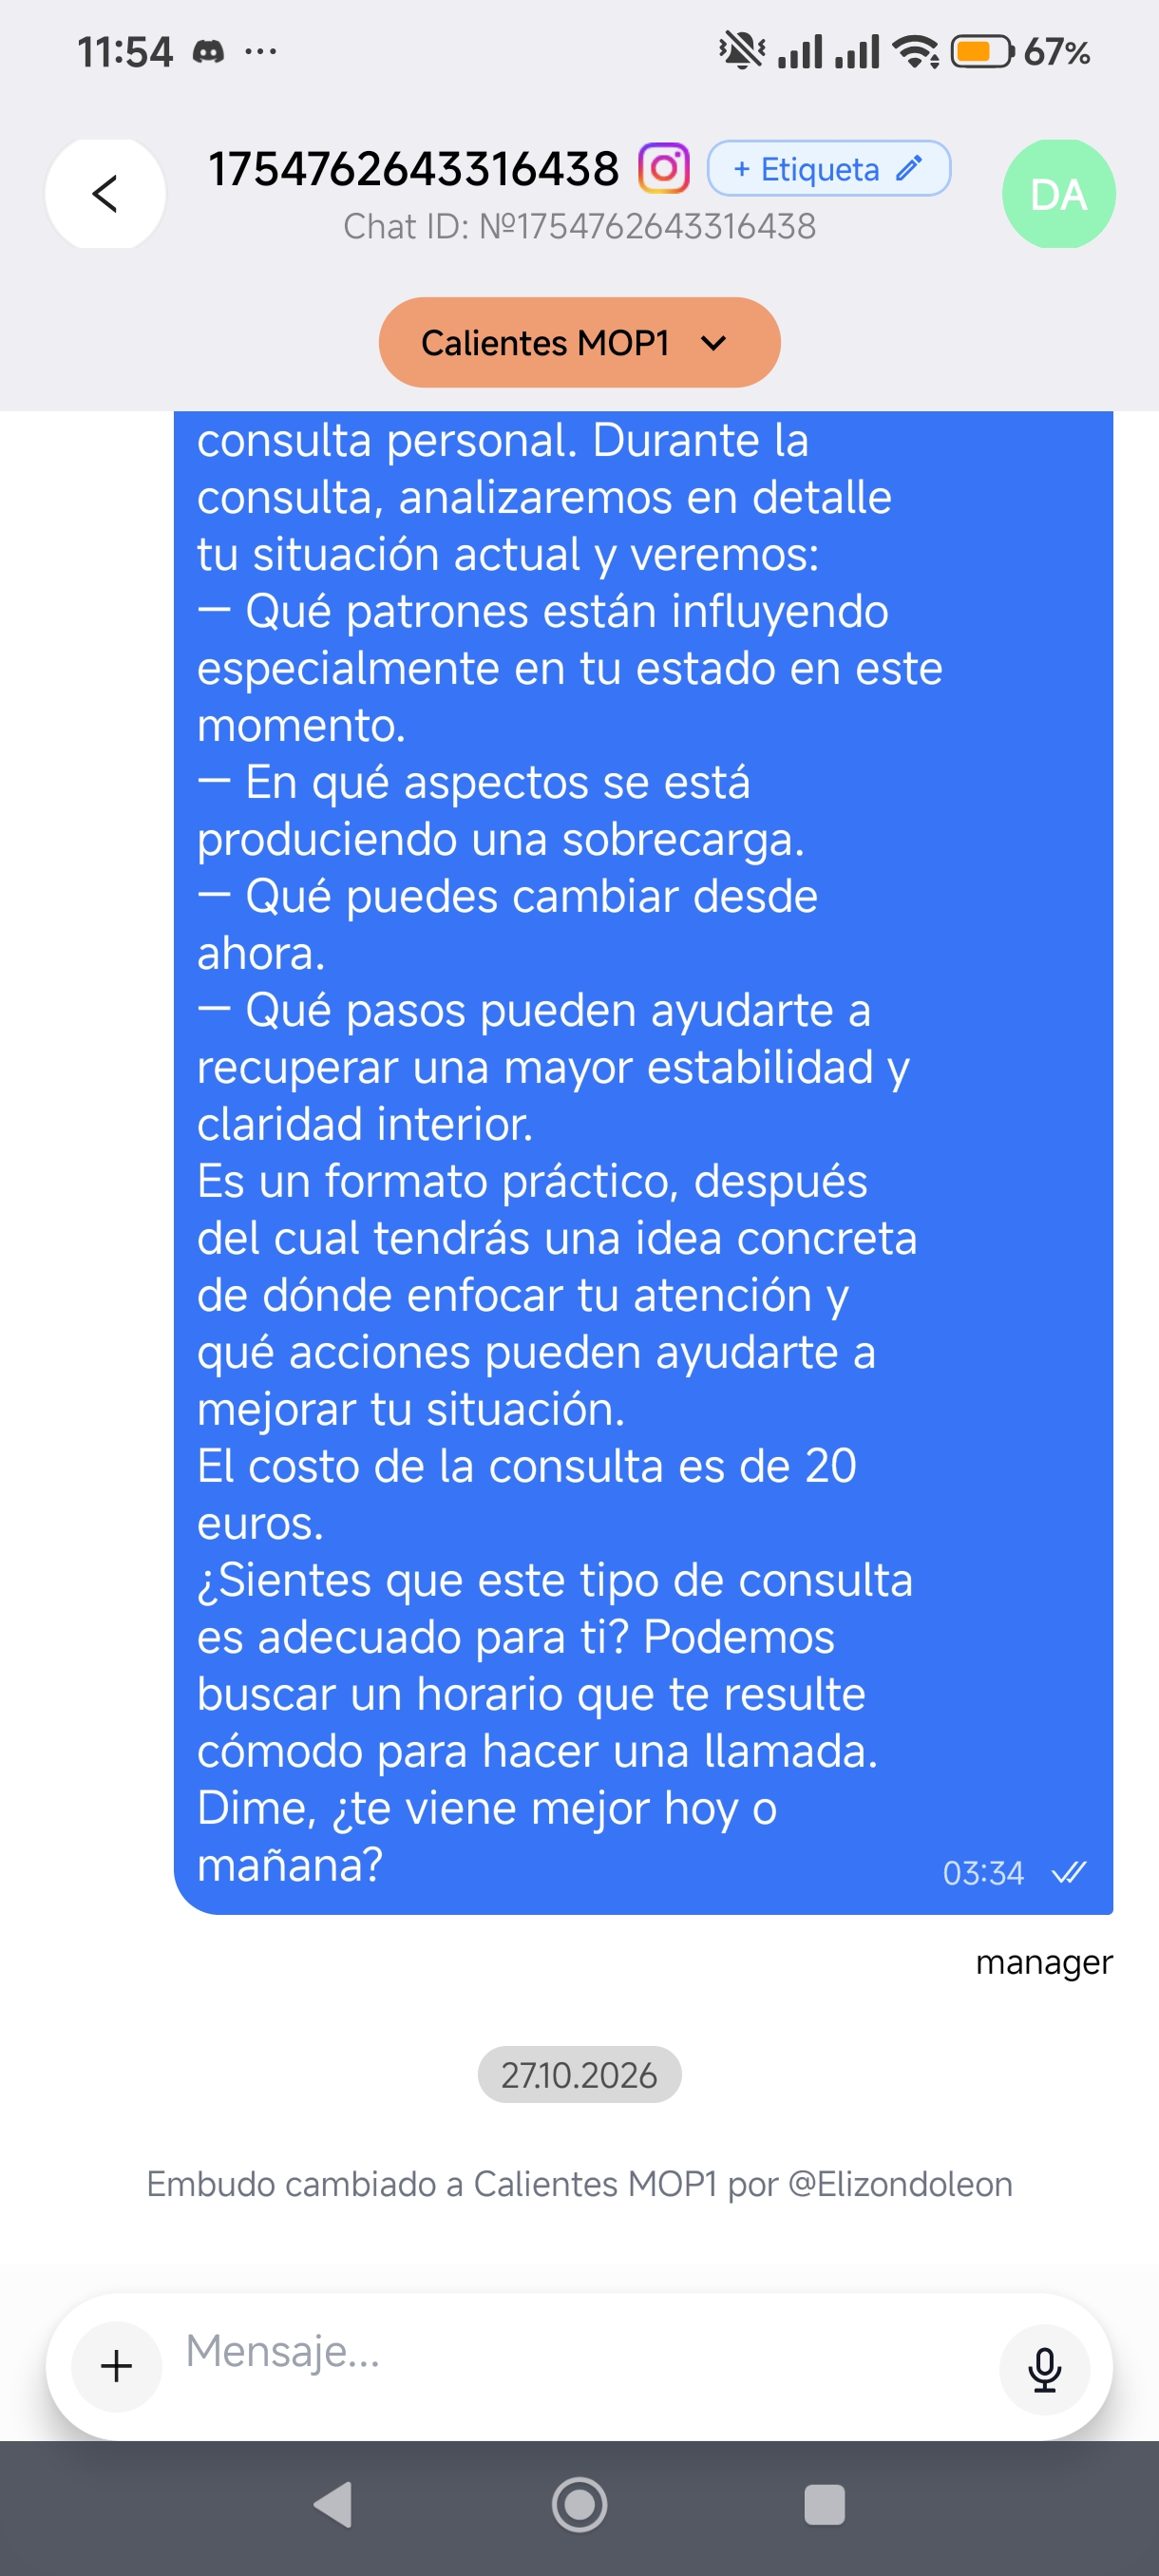 11:54
67%
17547626433​16438
+ Etiqueta
DA
Chat ID: №1754762643316438
Calientes MOP1
consulta personal. Durante la
consulta, analizaremos en detalle
tu situación actual y veremos:
— Qué patrones están influyendo
especialmente en tu estado en este
momento.
— En qué aspectos se está
produciendo una sobrecarga.
— Qué puedes cambiar desde
ahora.
— Qué pasos pueden ayudarte a
recuperar una mayor estabilidad y
claridad interior.
Es un formato práctico, después
del cual tendrás una idea concreta
de dónde enfocar tu atención y
qué acciones pueden ayudarte a
mejorar tu situación.
El costo de la consulta es de 20
euros.
¿Sientes que este tipo de consulta
es adecuado para ti? Podemos
buscar un horario que te resulte
cómodo para hacer una llamada.
Dime, ¿te viene mejor hoy o
mañana?
03:34
manager
27.10.2026
Embudo cambiado a Calientes MOP1 por @Elizondoleon
Mensaje...